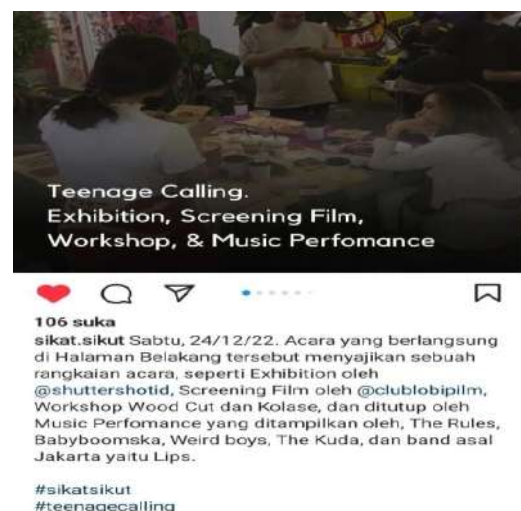 Teenage Calling.
Exhibition, Screening Film,
Workshop, & Music Perfomance
106 suka
sikat.sikut Sabtu, 24/12/22. Acara yang berlangsung
di Halaman Belakang tersebut menyajikan sebuah
rangkaian acara, seperti Exhibition oleh
@shuttershotid, Screening Film oleh @clublobipilm,
Workshop Wood Cut dan Kolase, dan ditutup oleh
Music Perfomance yang ditampilkan oleh, The Rules,
Babyboomska, Weird boys, The Kuda, dan band asal
Jakarta yaitu Lips.
#sikatsikut
#teenagecalling